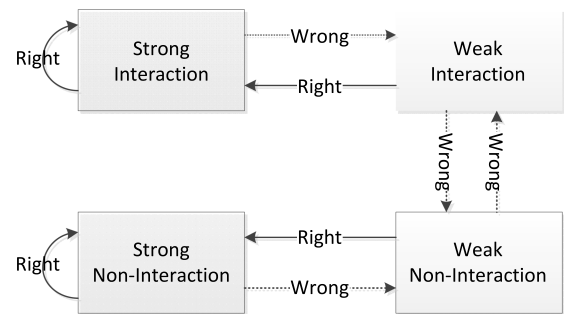 Strong
Interaction
Wrong
Weak
Interaction
Right
Right
Wrong
Wrong
Strong
Non-Interaction
Right
Weak
Non-Interaction
Right
Wrong